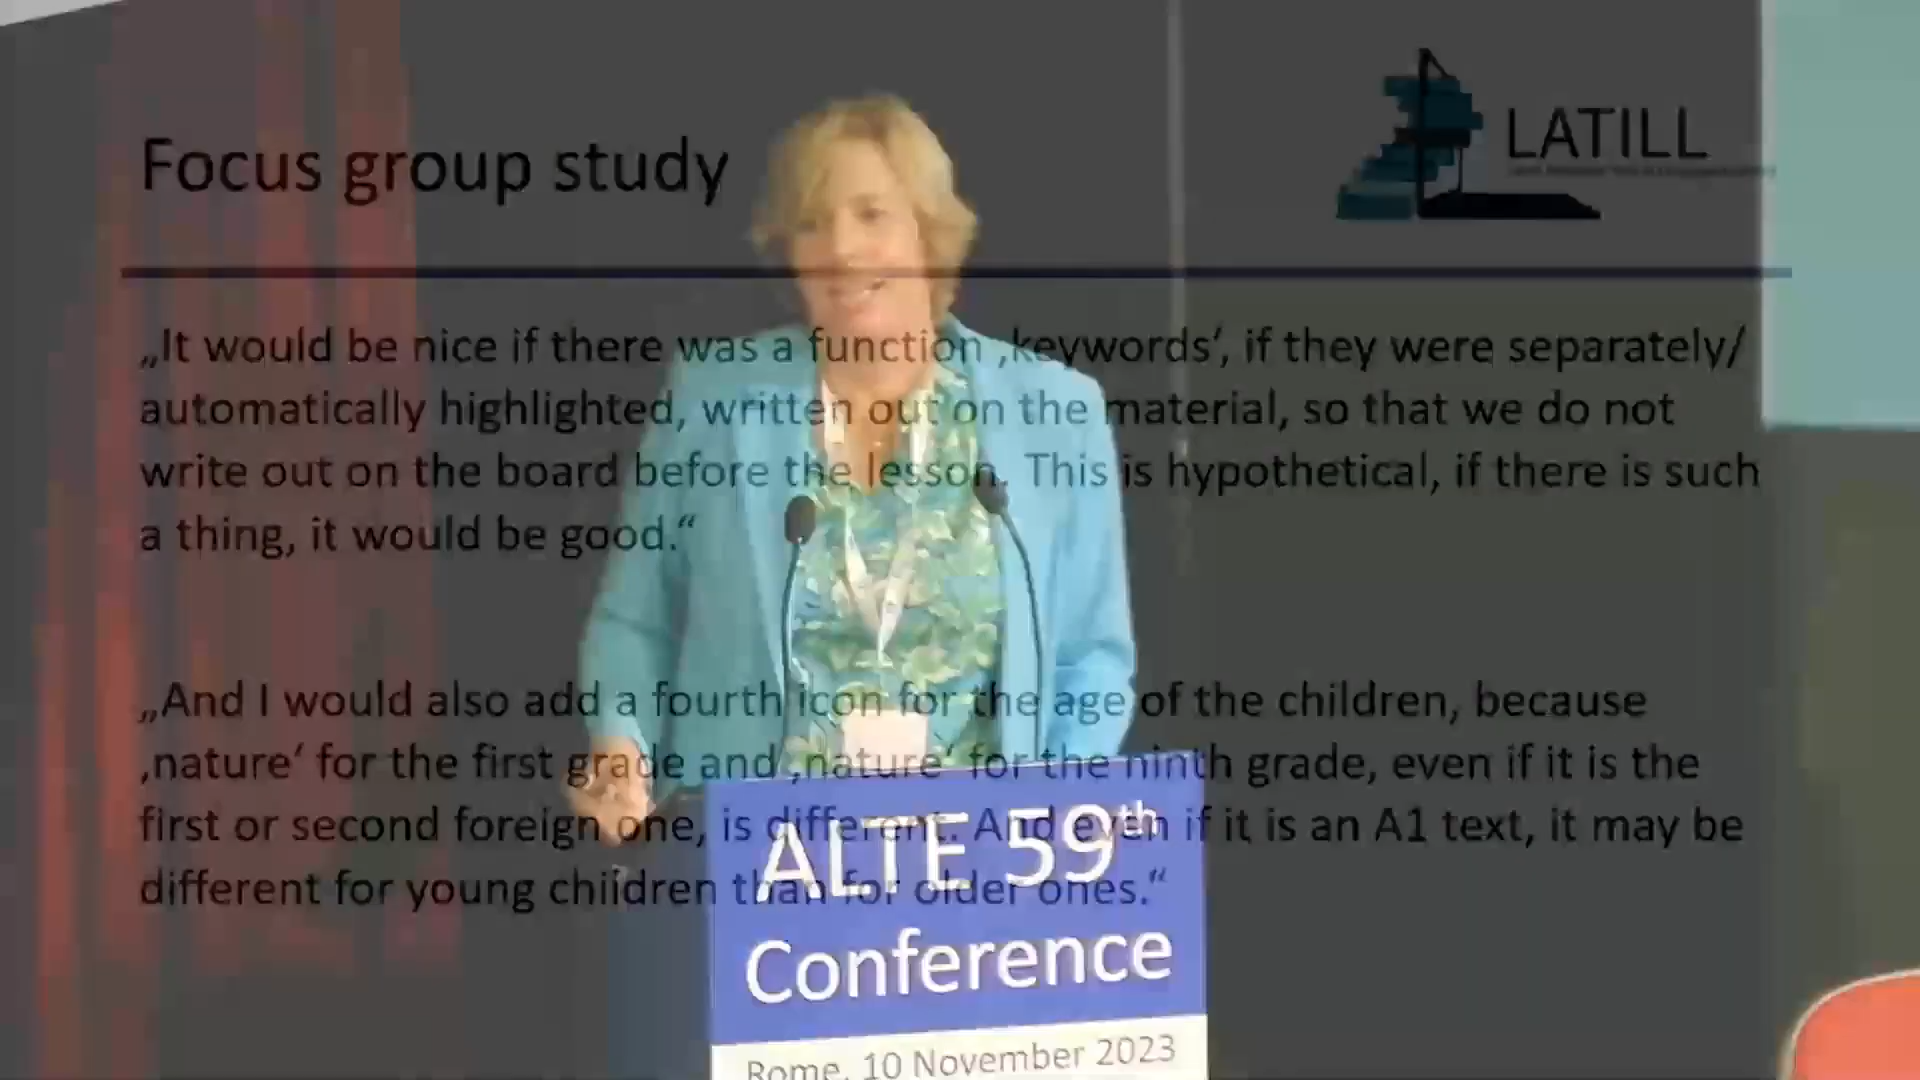 Focus group study
LATILL
„It would be nice if there was a function ‚keywords‘, if they were separately/
automatically highlighted, written out on the material, so that we do not
write out on the board before the lesson. This is hypothetical, if there is such
a thing, it would be good.“
„And I would also add a fourth icon for the age of the children, because
‚nature‘ for the first grade and ‚nature‘ for the ninth grade, even if it is the
first or second foreign one, is different. And even if it is an A1 text, it may be
different for young children than for older ones.“
ALTE 59th
Conference
Rome, 10 November 2023